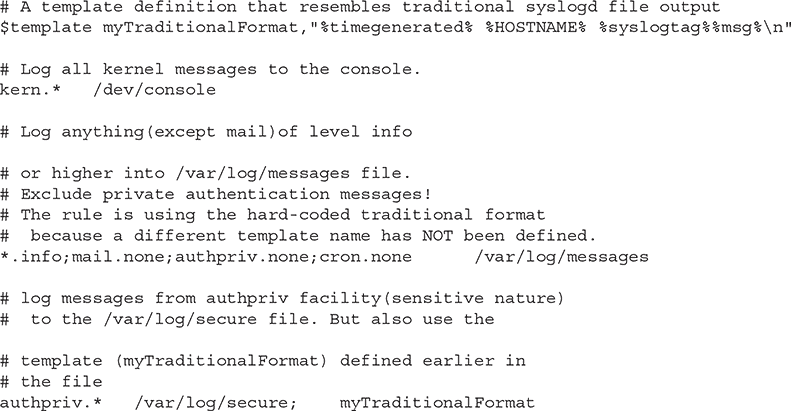 # A template definition that resembles traditional syslogd file output
$template myTraditionalFormat,"%timegenerated% %HOSTNAME% %syslogtag%%msg%\n"
# Log all kernel messages to the console.
kern.*   /dev/console
# Log anything(except mail)of level info
# or higher into /var/log/messages file.
# Exclude private authentication messages!
# The rule is using the hard-coded traditional format
#  because a different template name has NOT been defined.
*.info;mail.none;authpriv.none;cron.none      /var/log/messages
# log messages from authpriv facility(sensitive nature)
#  to the /var/log/secure file. But also use the
# template (myTraditionalFormat) defined earlier in
# the file
authpriv.*   /var/log/secure;    myTraditionalFormat